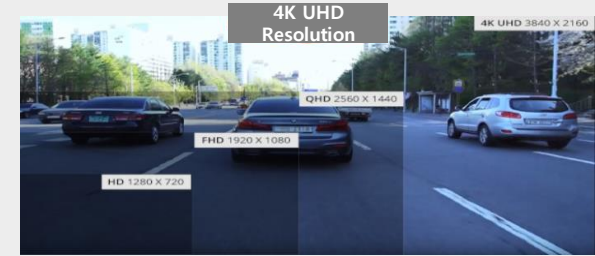 4K UHD
Resolution
4K UHD 3840 X 2160
QHD 2560 X 1440
FHD 1920 X 1080
HD 1280 X 720